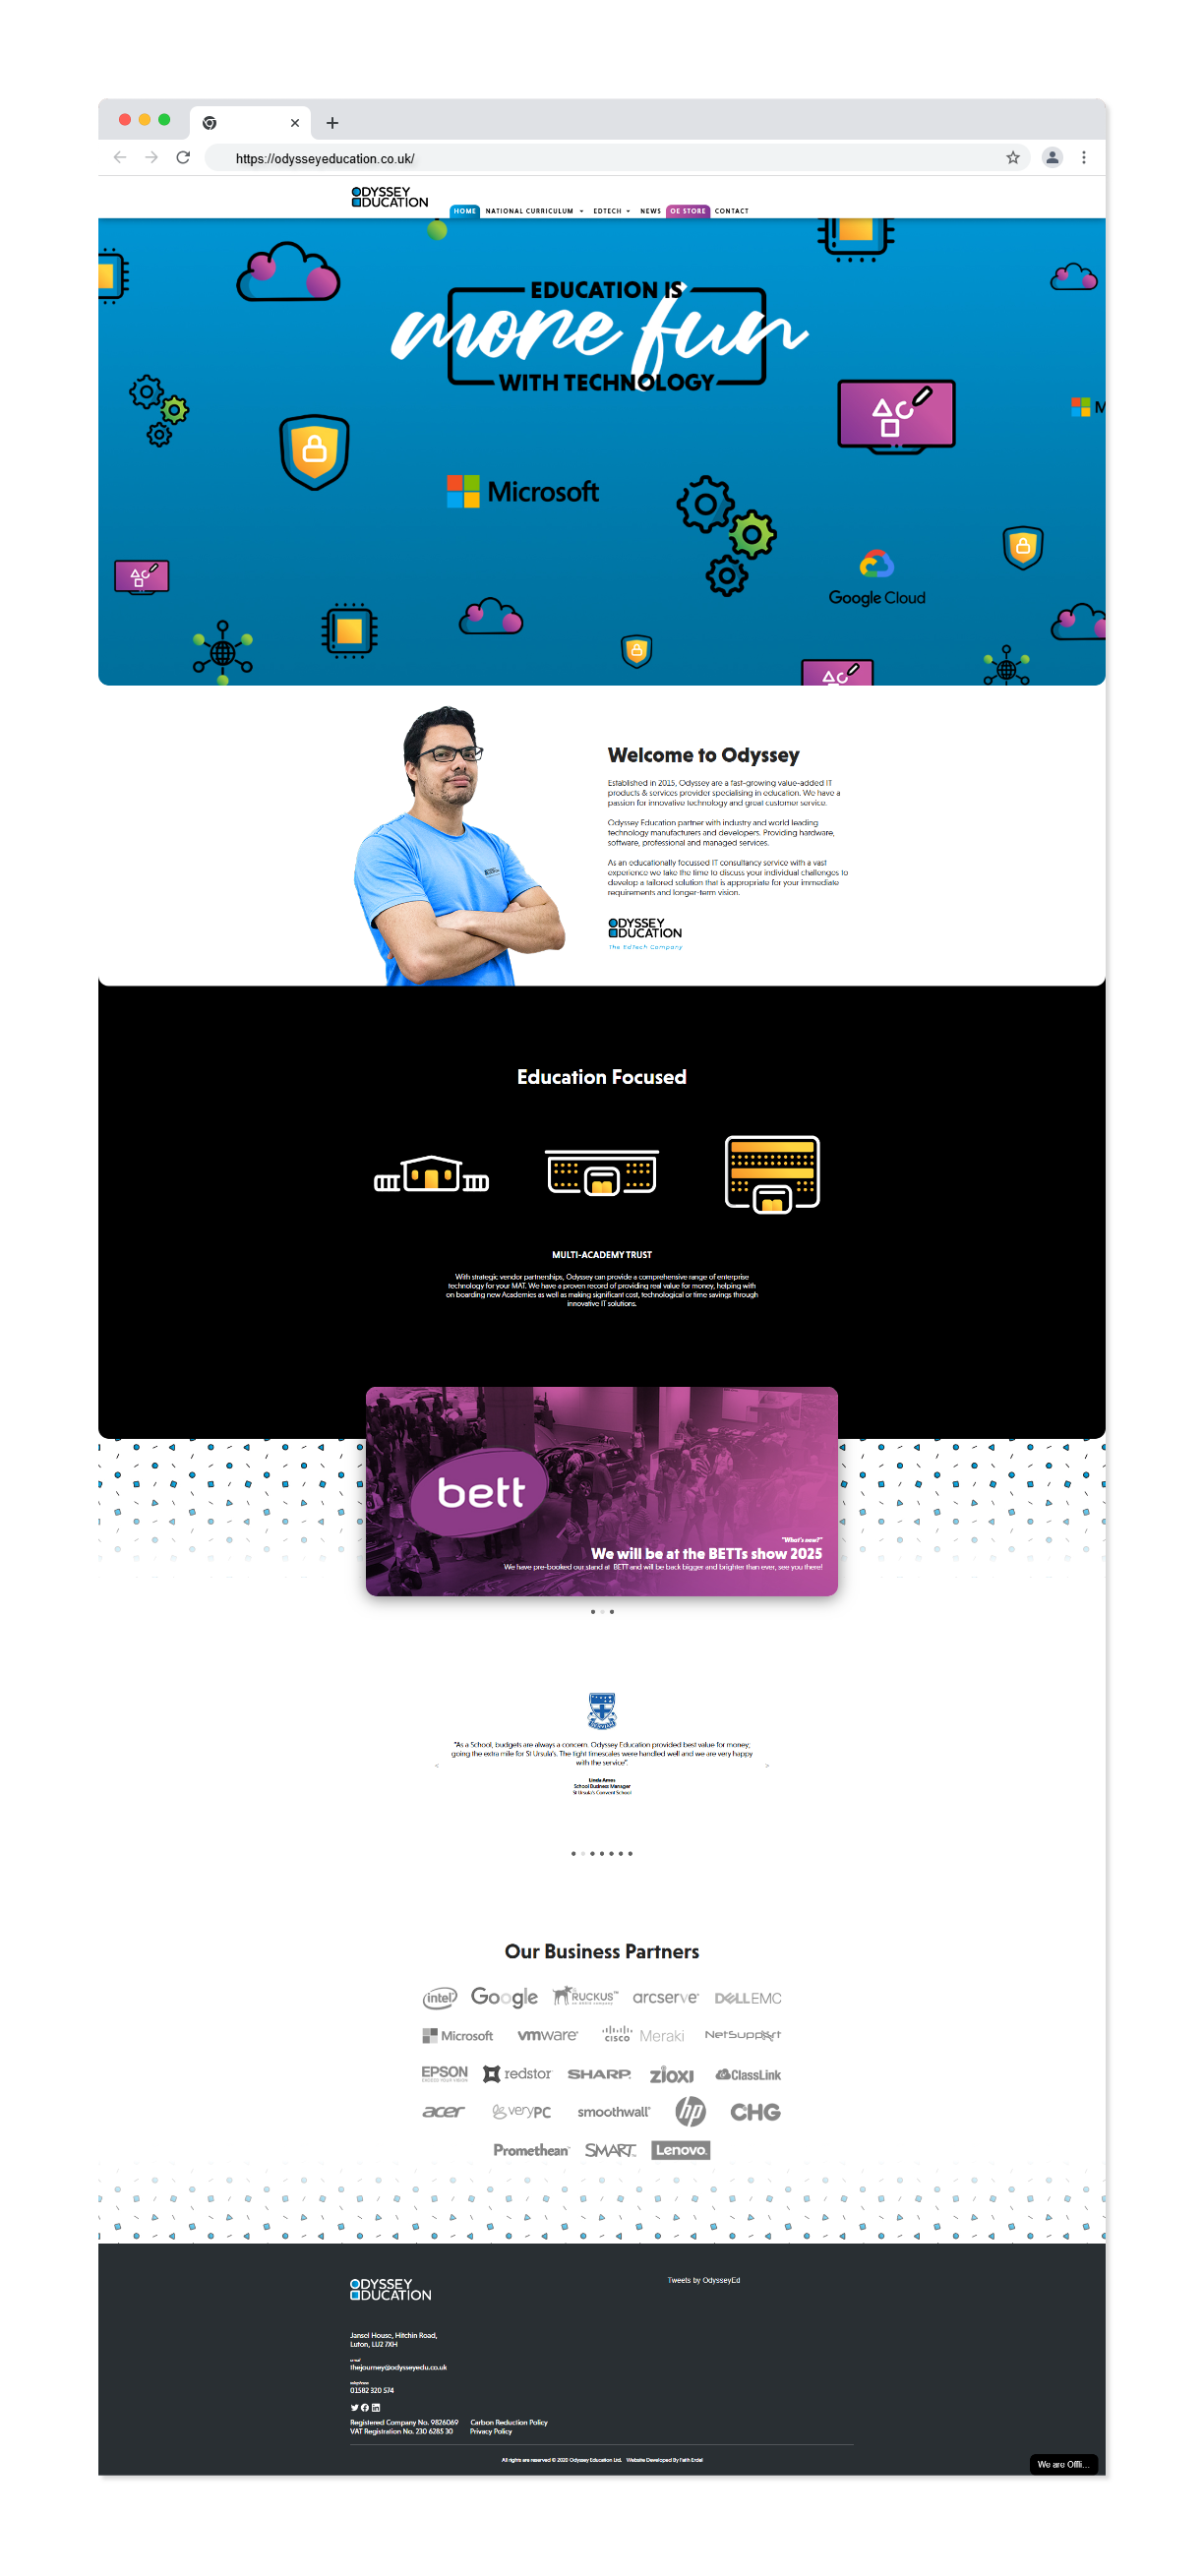 https://odysseyeducation.co.uk/
ODYSSEY
EDUCATION
HOME NATIONAL CURRICULUM EDTECH NEWS OE STORE CONTACT
EDUCATION IS
more fun
WITH TECHNOLOGY
M
Microsoft
Google Cloud
Welcome to Odyssey
Established in 2015, Odyssey are a fast-growing value-added IT
products & services provider specialising in education. We have a
passion for innovative technology and great customer service.
Odyssey Education partner with industry and world leading
technology manufacturers and developers. Providing hardware,
software, professional and managed services.
As an educationally focussed IT consultancy service with a vast
experience we take the time to discuss your individual challenges to
develop a tailored solution that is appropriate for your immediate
requirements and longer-term vision.
ODYSSEY
EDUCATION
The EdTech Company
Education Focused
MULTI-ACADEMY TRUST
With strategic vendor partnerships, Odyssey can provide a comprehensive range of enterprise
technology for your MAT. We have a proven record of providing real value for money, helping with
on boarding new Academies as well as making significant cost, technological or time savings through
innovative IT solutions.
bett
"What's new?"
We will be at the BETTs show 2025
We have pre-booked our stand at BETT and will be back bigger and brighter than ever, see you there!
SERVIAM
"As a School, budgets are always a concern. Odyssey Education provided best value for money;
going the extra mile for St Ursula's. The tight timescales were handled well and we are very happy
with the service".
< >
Linda Ames
School Business Manager
St Ursula's Convent School
Our Business Partners
intel Google RUCKUS™ arcserve® DELL EMC
Microsoft vmware® CISCO Meraki NetSupport
EPSON EXCEED YOUR VISION redstor SHARP zioxi ClassLink
acer veryPC smoothwall® hp CHG
Promethean SMART Lenovo
ODYSSEY
EDUCATION
Tweets by OdysseyEd
Jansel House, Hitchin Road,
Luton, LU2 7XH
e-mail
thejourney@odysseyedu.co.uk
telephone
01582 320 574
Registered Company No. 9826069 Carbon Reduction Policy
VAT Registration No. 230 6285 30 Privacy Policy
All rights are reserved © 2023 Odyssey Education Ltd. Website Developed By Fatih Erdel
We are Offli...